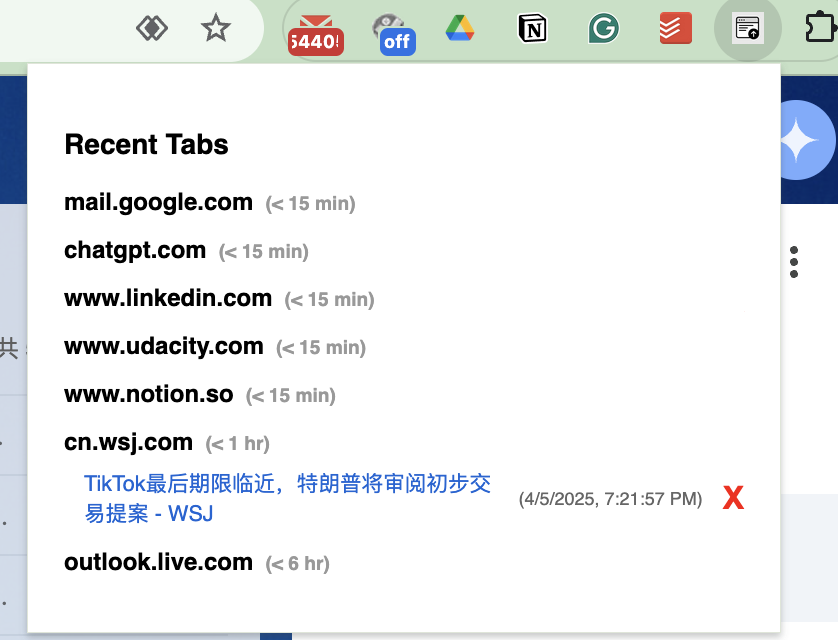 54405
off
N
G
Recent Tabs
mail.google.com (< 15 min)
chatgpt.com (< 15 min)
www.linkedin.com (< 15 min)
www.udacity.com (< 15 min)
www.notion.so (< 15 min)
cn.wsj.com (< 1 hr)
TikTok最后期限临近，特朗普将审阅初步交
易提案 - WSJ
(4/5/2025, 7:21:57 PM) X
outlook.live.com (< 6 hr)
共